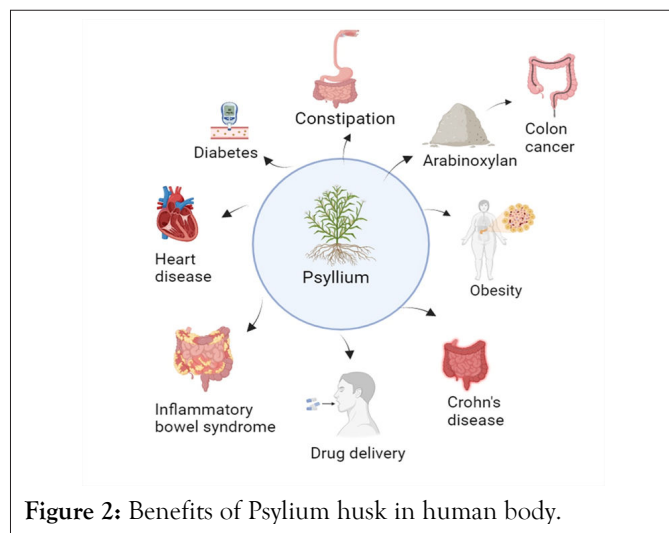 Constipation
Colon
cancer
Diabetes
Arabinoxylan
Heart
disease
Psyllium
Obesity
Inflammatory
bowel syndrome
Drug delivery
Crohn's
disease
Figure 2: Benefits of Psylium husk in human body.